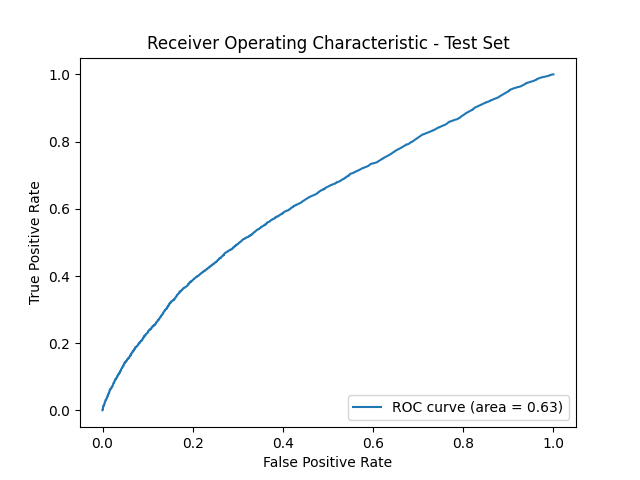 Receiver Operating Characteristic - Test Set
True Positive Rate
1.0
0.8
0.6
0.4
0.2
0.0
ROC curve (area = 0.63)
0.0 0.2 0.4 0.6 0.8 1.0
False Positive Rate